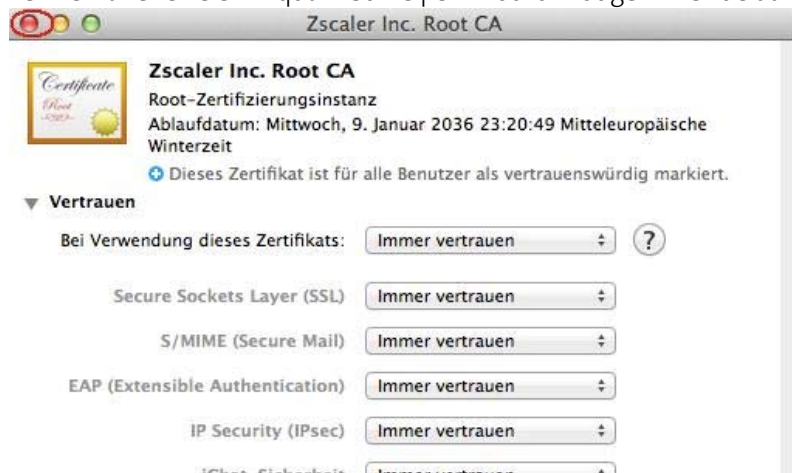 Zscaler Inc. Root CA
Certificate
Root
Zscaler Inc. Root CA
Root-Zertifizierungsinstanz
Ablaufdatum: Mittwoch, 9. Januar 2036 23:20:49 Mitteleuropäische
Winterzeit
Dieses Zertifikat ist für alle Benutzer als vertrauenswürdig markiert.
Vertrauen
Bei Verwendung dieses Zertifikats: Immer vertrauen ?
Secure Sockets Layer (SSL) Immer vertrauen
S/MIME (Secure Mail) Immer vertrauen
EAP (Extensible Authentication) Immer vertrauen
IP Security (IPsec) Immer vertrauen